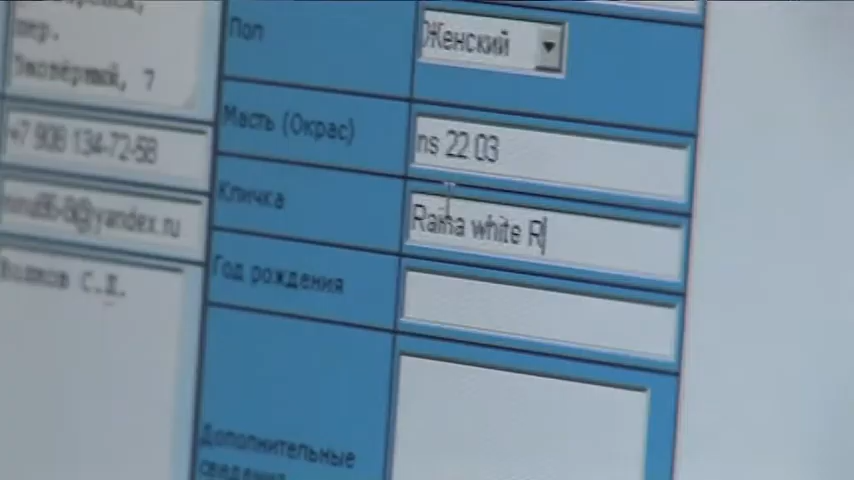 пер.
7
+7 908 134-72-58
@yandex.ru
С.Д.
Пол
Женский
Масть (Окрас)
ns 22 03
Кличка
Raina white R
Год рождения
Дополнительные
сведения